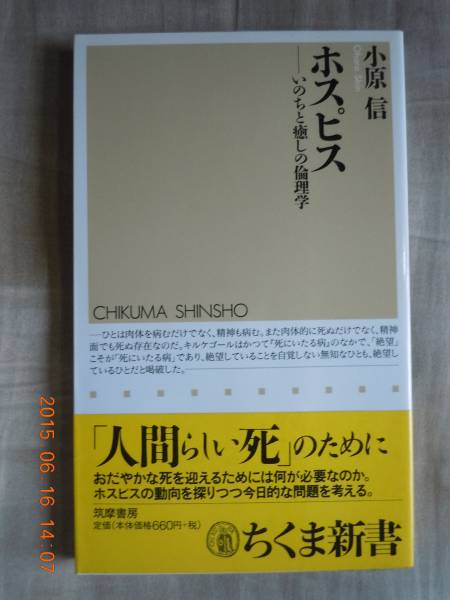 小原 信
Ohara Shin
ホスピス
──いのちと癒しの倫理学
CHIKUMA SHINSHO
──ひとは肉体を病むだけでなく、精神も病む。また肉体的に死ぬだけでなく、精神
面でも死ぬ存在なのだ。キルケゴールはかつて『死にいたる病』のなかで、「絶望」
こそが「死にいたる病」であり、絶望していることを自覚しない無知なひとも、絶望し
ているひとだと喝破した。
「人間らしい死」のために
おだやかな死を迎えるためには何が必要なのか。
ホスピスの動向を探りつつ今日的な問題を考える。
筑摩書房
定価(本体価格660円+税)
ちくま新書
2015 06 16 14:07